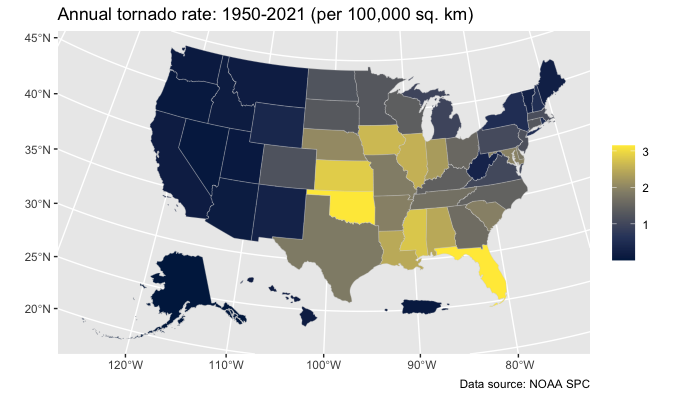 Annual tornado rate: 1950-2021 (per 100,000 sq. km)
45°N
40°N
35°N
30°N
25°N
20°N
3
2
1
120°W
110°W
100°W
90°W
80°W
Data source: NOAA SPC